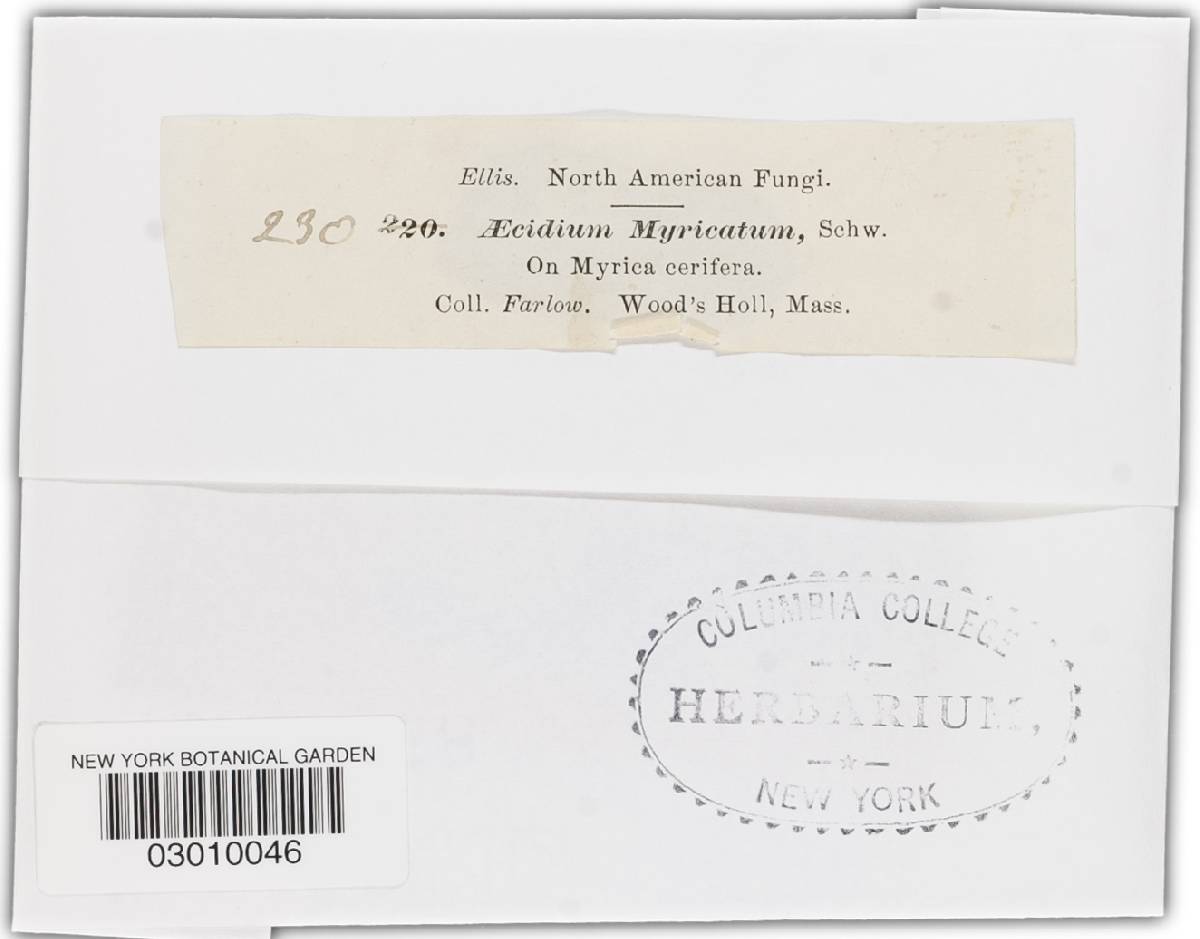 Ellis. North American Fungi.
230 220. Æcidium Myricatum, Schw.
On Myrica cerifera.
Coll. Farlow. Wood's Holl, Mass.
COLUMBIA COLLEGE
HERBARIUM,
NEW YORK
NEW YORK BOTANICAL GARDEN
03010046